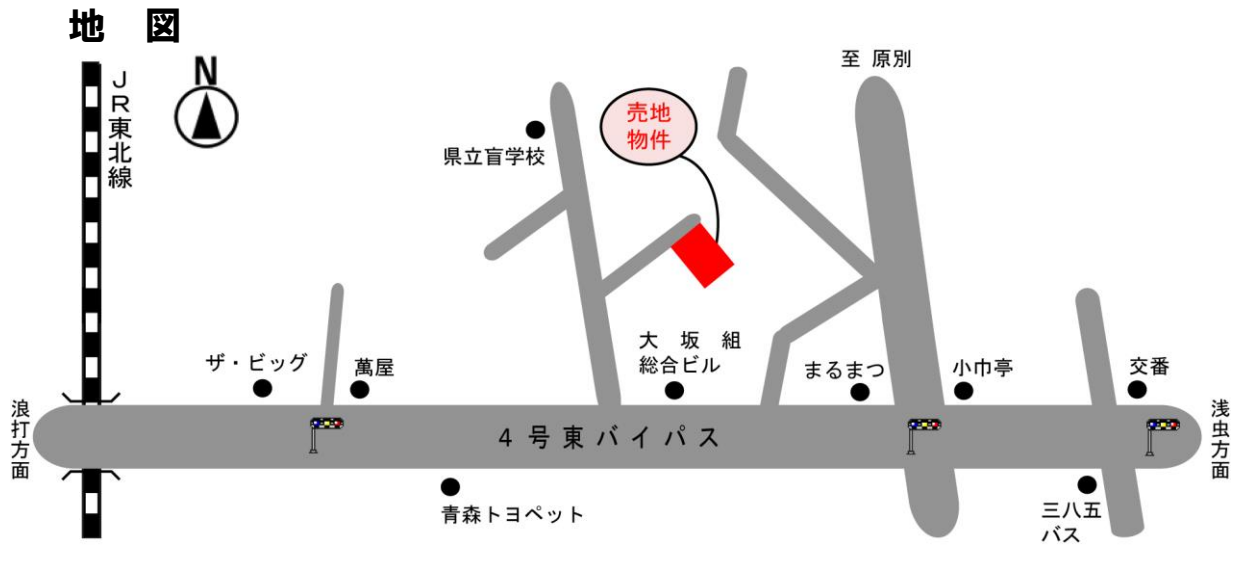 地 図
N
JR東北線
至 原別
売地
物件
県立盲学校
ザ・ビッグ
萬屋
大 坂 組
総合ビル
まるまつ
小巾亭
交番
浪打方面
4号東バイパス
浅虫方面
青森トヨペット
三八五
バス